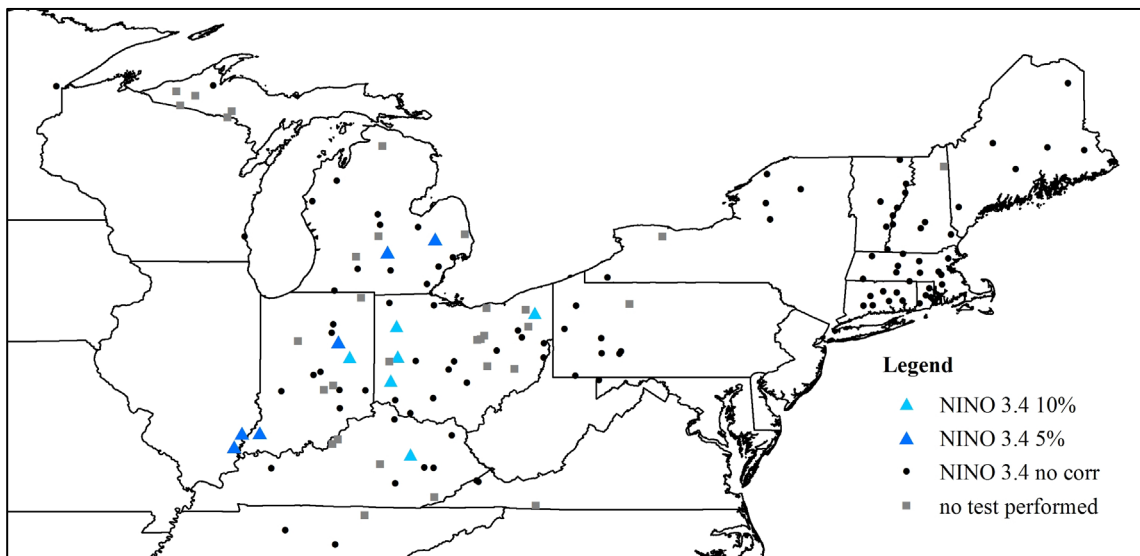 Legend
NINO 3.4 10%
NINO 3.4 5%
NINO 3.4 no corr
no test performed